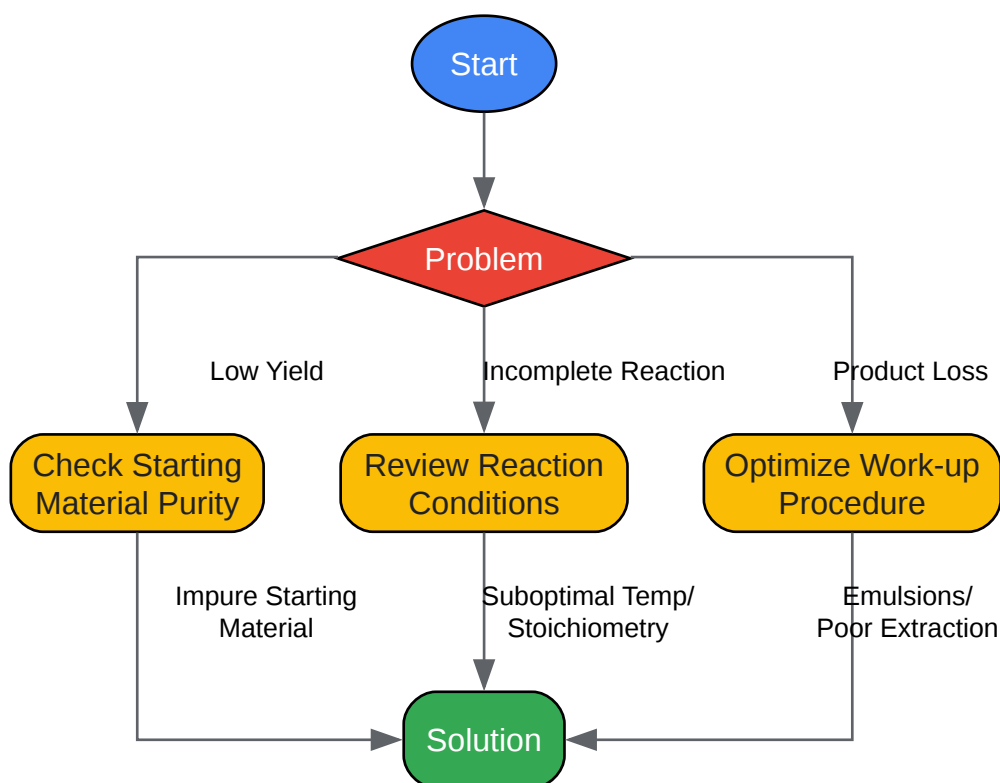 Start
Problem
Low Yield
Incomplete Reaction
Product Loss
Check Starting
Material Purity
Review Reaction
Conditions
Optimize Work-up
Procedure
Impure Starting
Material
Suboptimal Temp/
Stoichiometry
Emulsions/
Poor Extraction
Solution